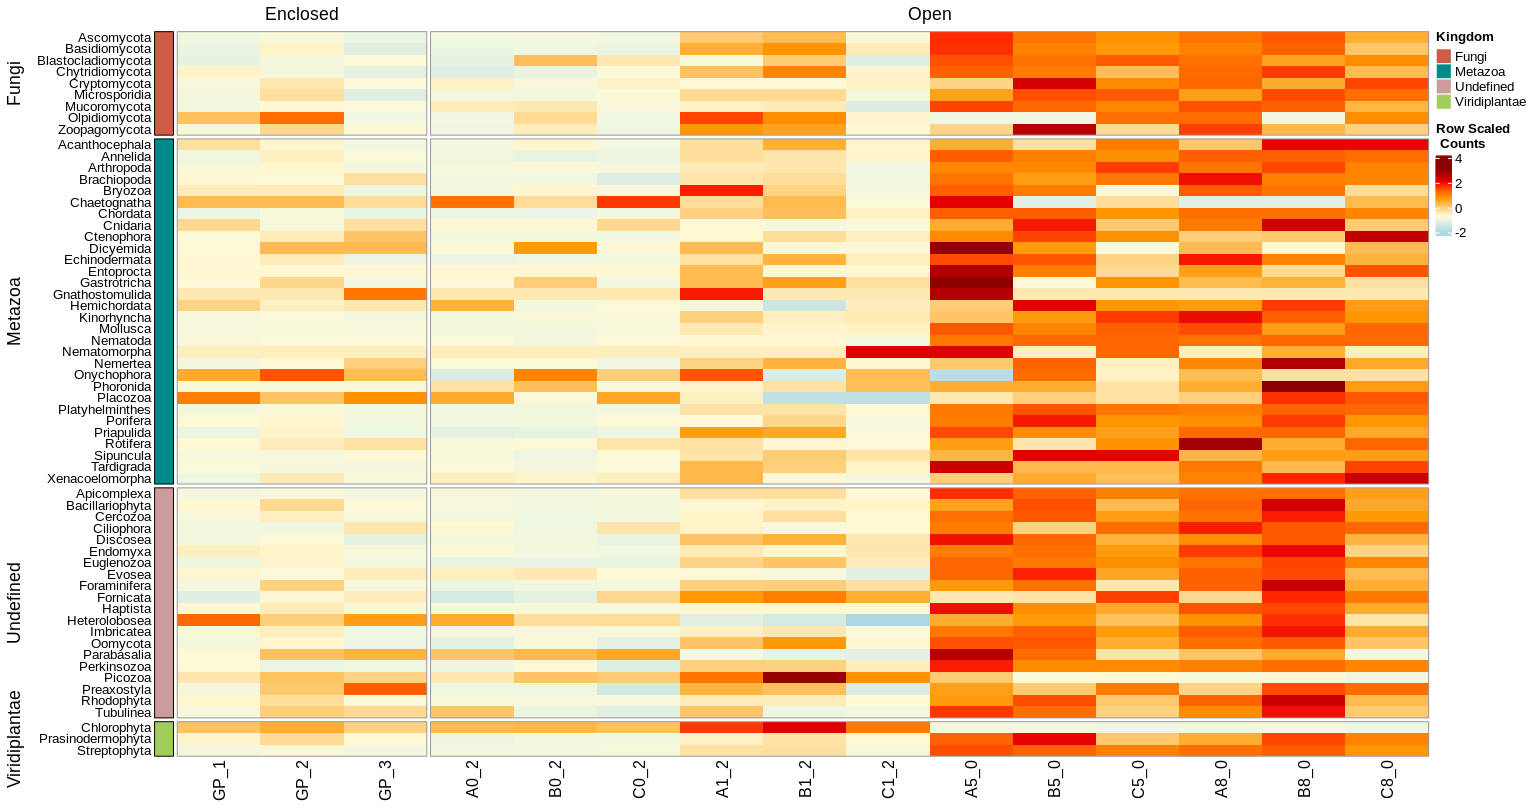 Enclosed
Open
Fungi
Ascomycota
Basidiomycota
Blastocladiomycota
Chytridiomycota
Cryptomycota
Microsporidia
Mucoromycota
Olpidiomycota
Zoopagomycota
Metazoa
Acanthocephala
Annelida
Arthropoda
Brachiopoda
Bryozoa
Chaetognatha
Chordata
Cnidaria
Ctenophora
Dicyemida
Echinodermata
Entoprocta
Gastrotricha
Gnathostomulida
Hemichordata
Kinorhyncha
Mollusca
Nematoda
Nematomorpha
Nemertea
Onychophora
Phoronida
Placozoa
Platyhelminthes
Porifera
Priapulida
Rotifera
Sipuncula
Tardigrada
Xenacoelomorpha
Undefined
Apicomplexa
Bacillariophyta
Cercozoa
Ciliophora
Discosea
Endomyxa
Euglenozoa
Evosea
Foraminifera
Fornicata
Haptista
Heterolobosea
Imbricatea
Oomycota
Parabasalia
Perkinsozoa
Picozoa
Preaxostyla
Rhodophyta
Tubulinea
Viridiplantae
Chlorophyta
Prasinodermophyta
Streptophyta
GP_1
GP_2
GP_3
A0_2
B0_2
C0_2
A1_2
B1_2
C1_2
A5_0
B5_0
C5_0
A8_0
B8_0
C8_0
Kingdom
Fungi
Metazoa
Undefined
Viridiplantae
Row Scaled
Counts
4
2
0
-2